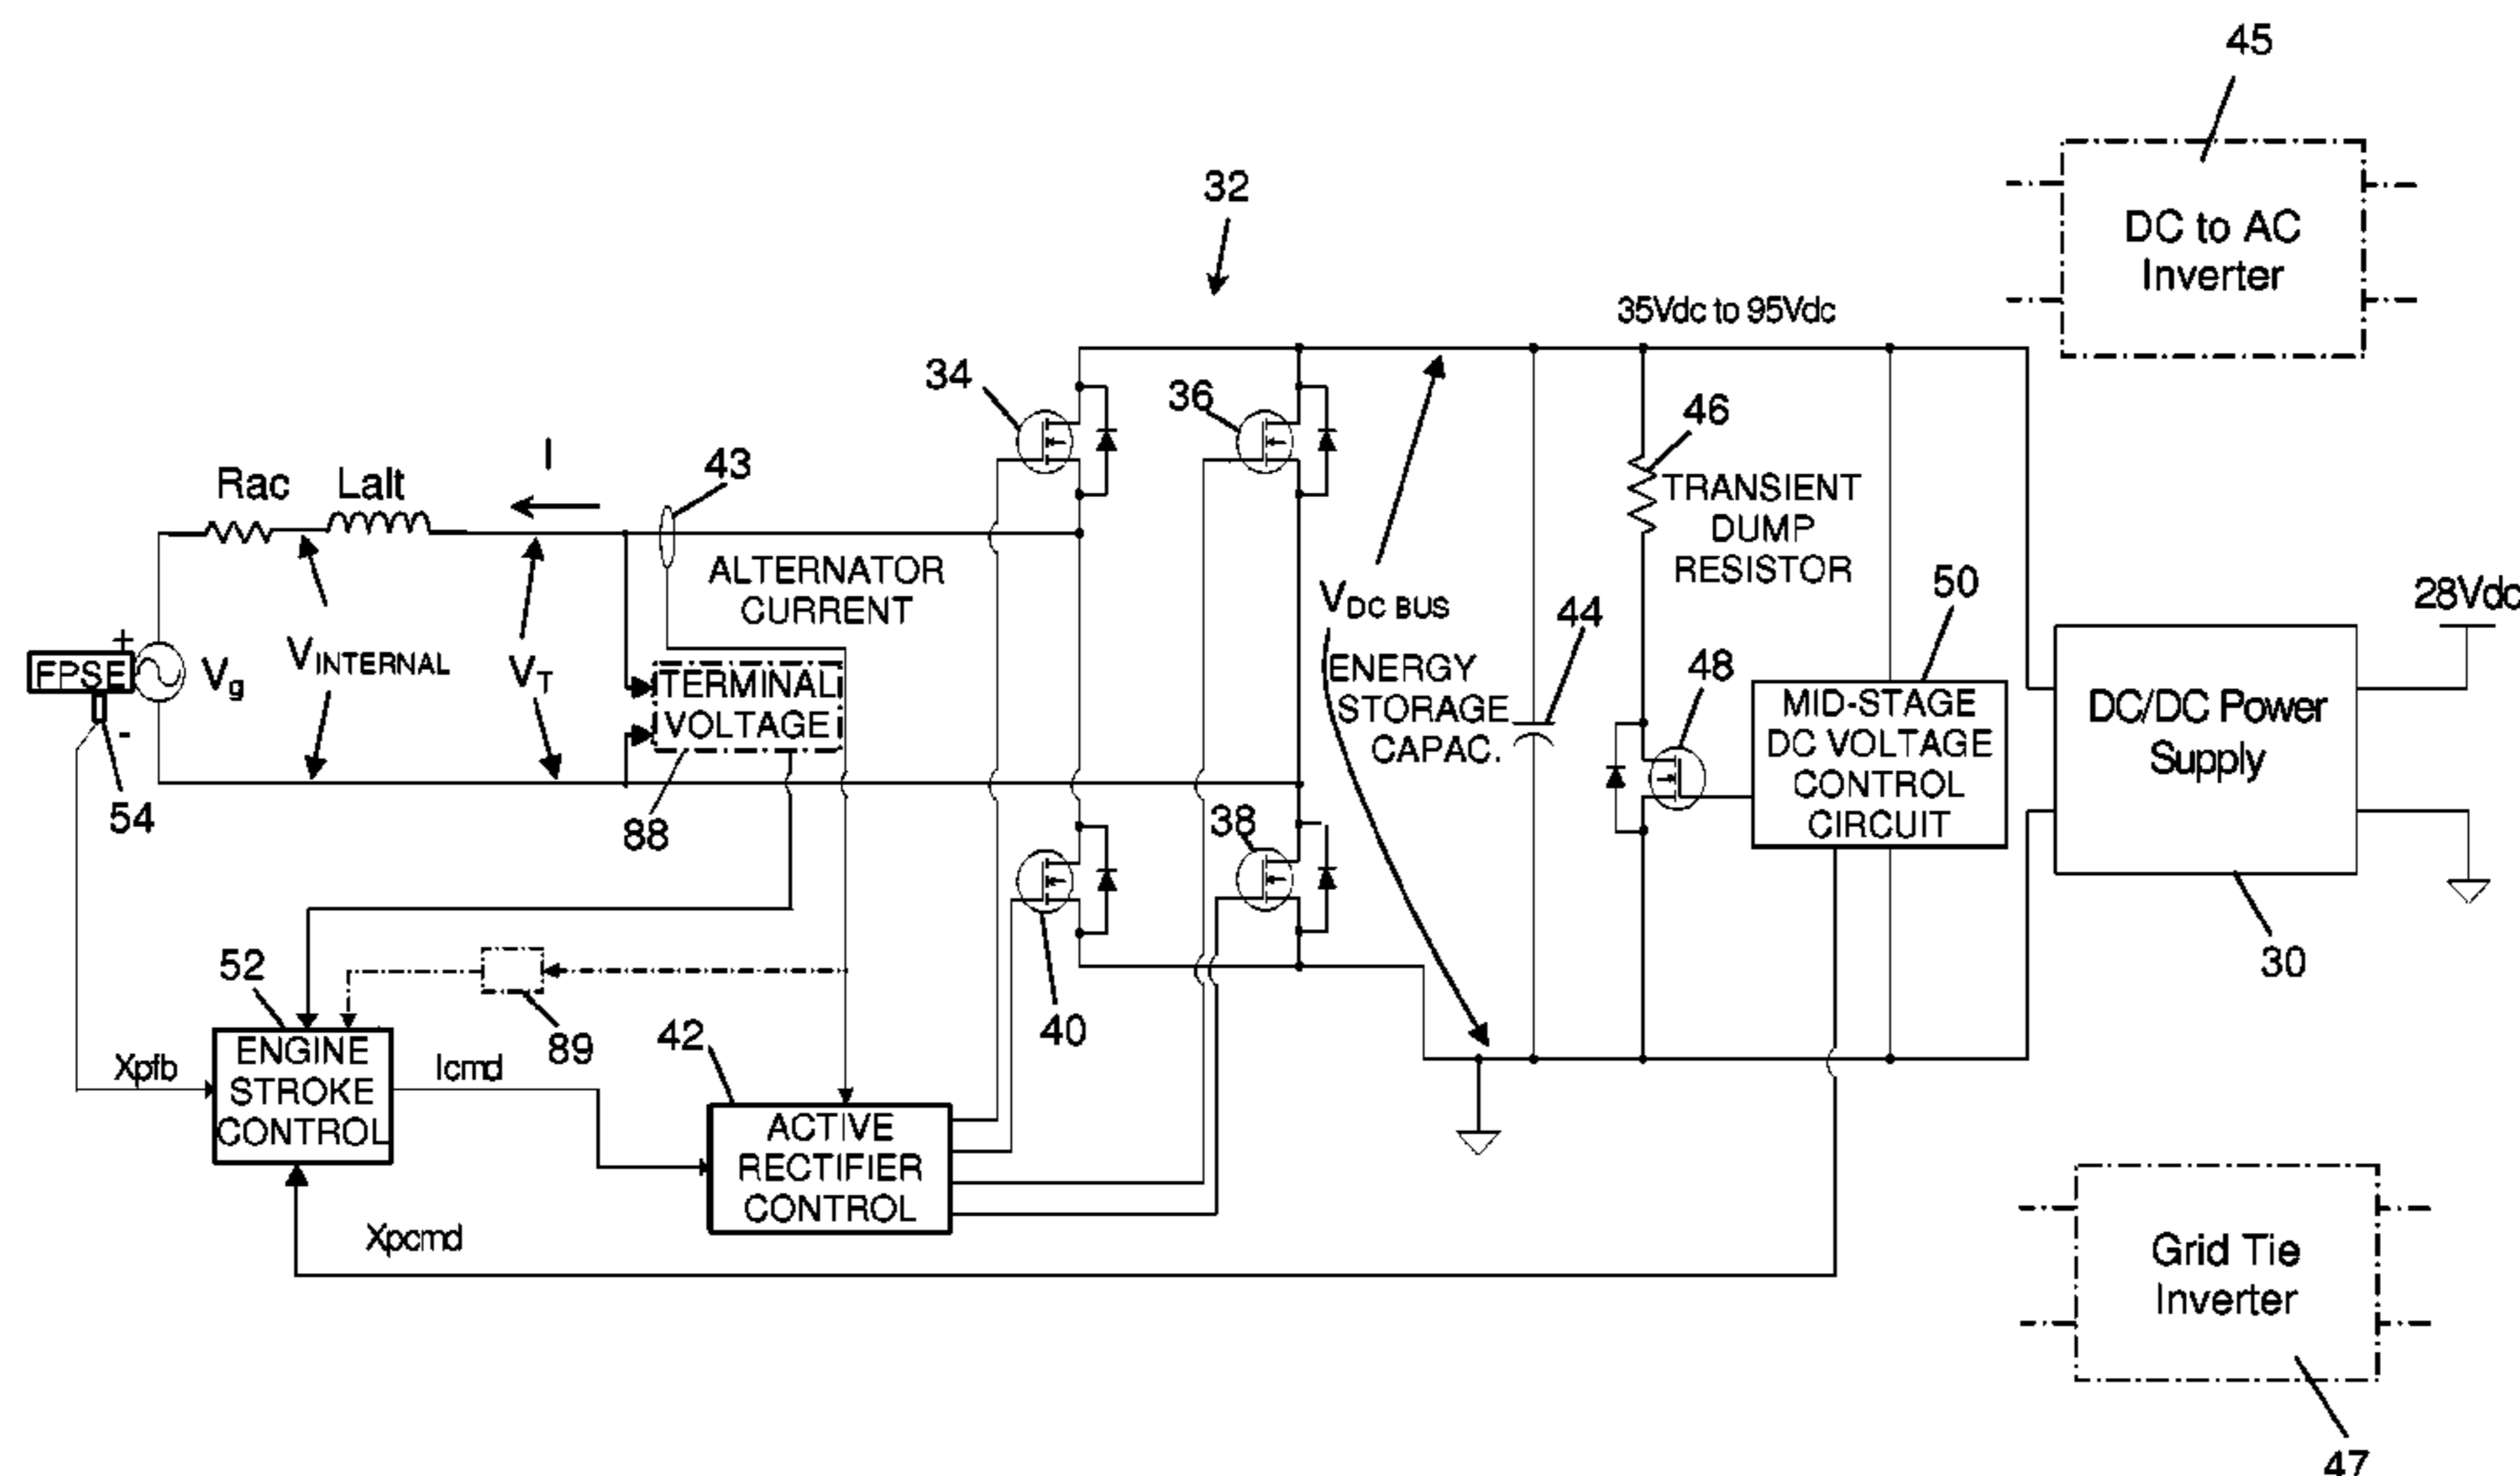 45
DC to AC
Inverter
32
35Vdc to 95Vdc
34
36
46
TRANSIENT
DUMP
RESISTOR
I
43
Rac
Lalt
ALTERNATOR
CURRENT
VDC BUS
44
50
28Vdc
+
FPSE
Vg
VINTERNAL
VT
TERMINAL
VOLTAGE
ENERGY
STORAGE
CAPAC.
48
MID-STAGE
DC VOLTAGE
CONTROL
CIRCUIT
DC/DC Power
Supply
-
54
88
38
52
89
42
40
30
Xpfb
ENGINE
STROKE
CONTROL
Icmd
ACTIVE
RECTIFIER
CONTROL
Xpcmd
Grid Tie
Inverter
47